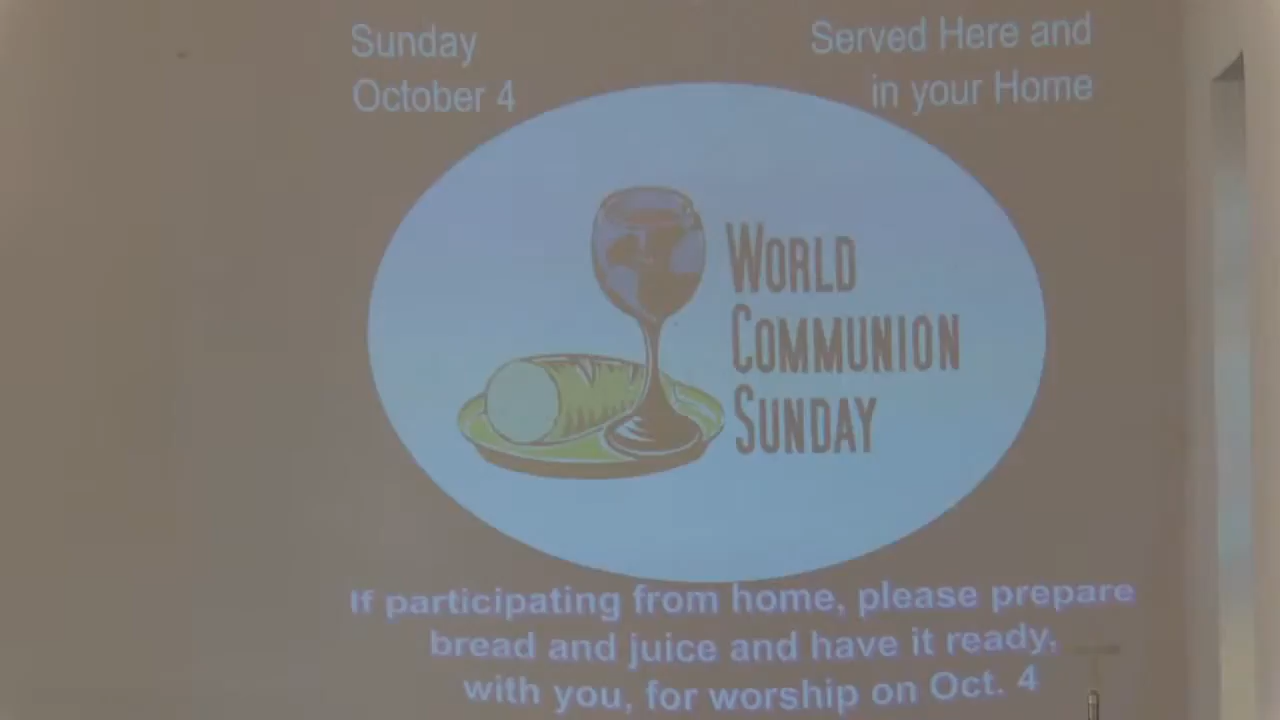 Sunday
October 4
Served Here and
in your Home
WORLD
COMMUNION
SUNDAY
If participating from home, please prepare
bread and juice and have it ready,
with you, for worship on Oct. 4